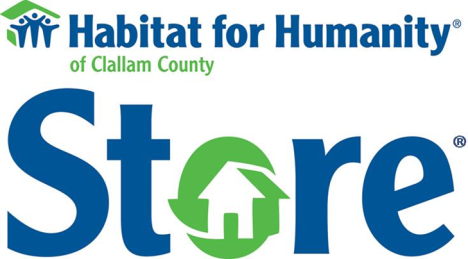 Habitat for Humanity®
of Clallam County
Store®